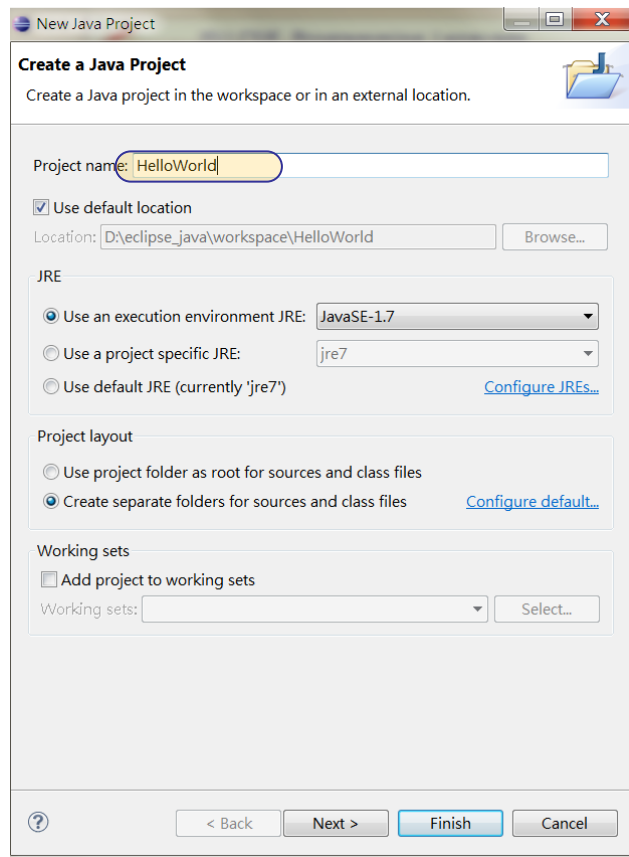 New Java Project
Create a Java Project
Create a Java project in the workspace or in an external location.
Project name: HelloWorld
Use default location
Location: D:\eclipse_java\workspace\HelloWorld Browse...
JRE
Use an execution environment JRE: JavaSE-1.7
Use a project specific JRE: jre7
Use default JRE (currently 'jre7') Configure JREs...
Project layout
Use project folder as root for sources and class files
Create separate folders for sources and class files Configure default...
Working sets
Add project to working sets
Working sets: Select...
? < Back Next > Finish Cancel